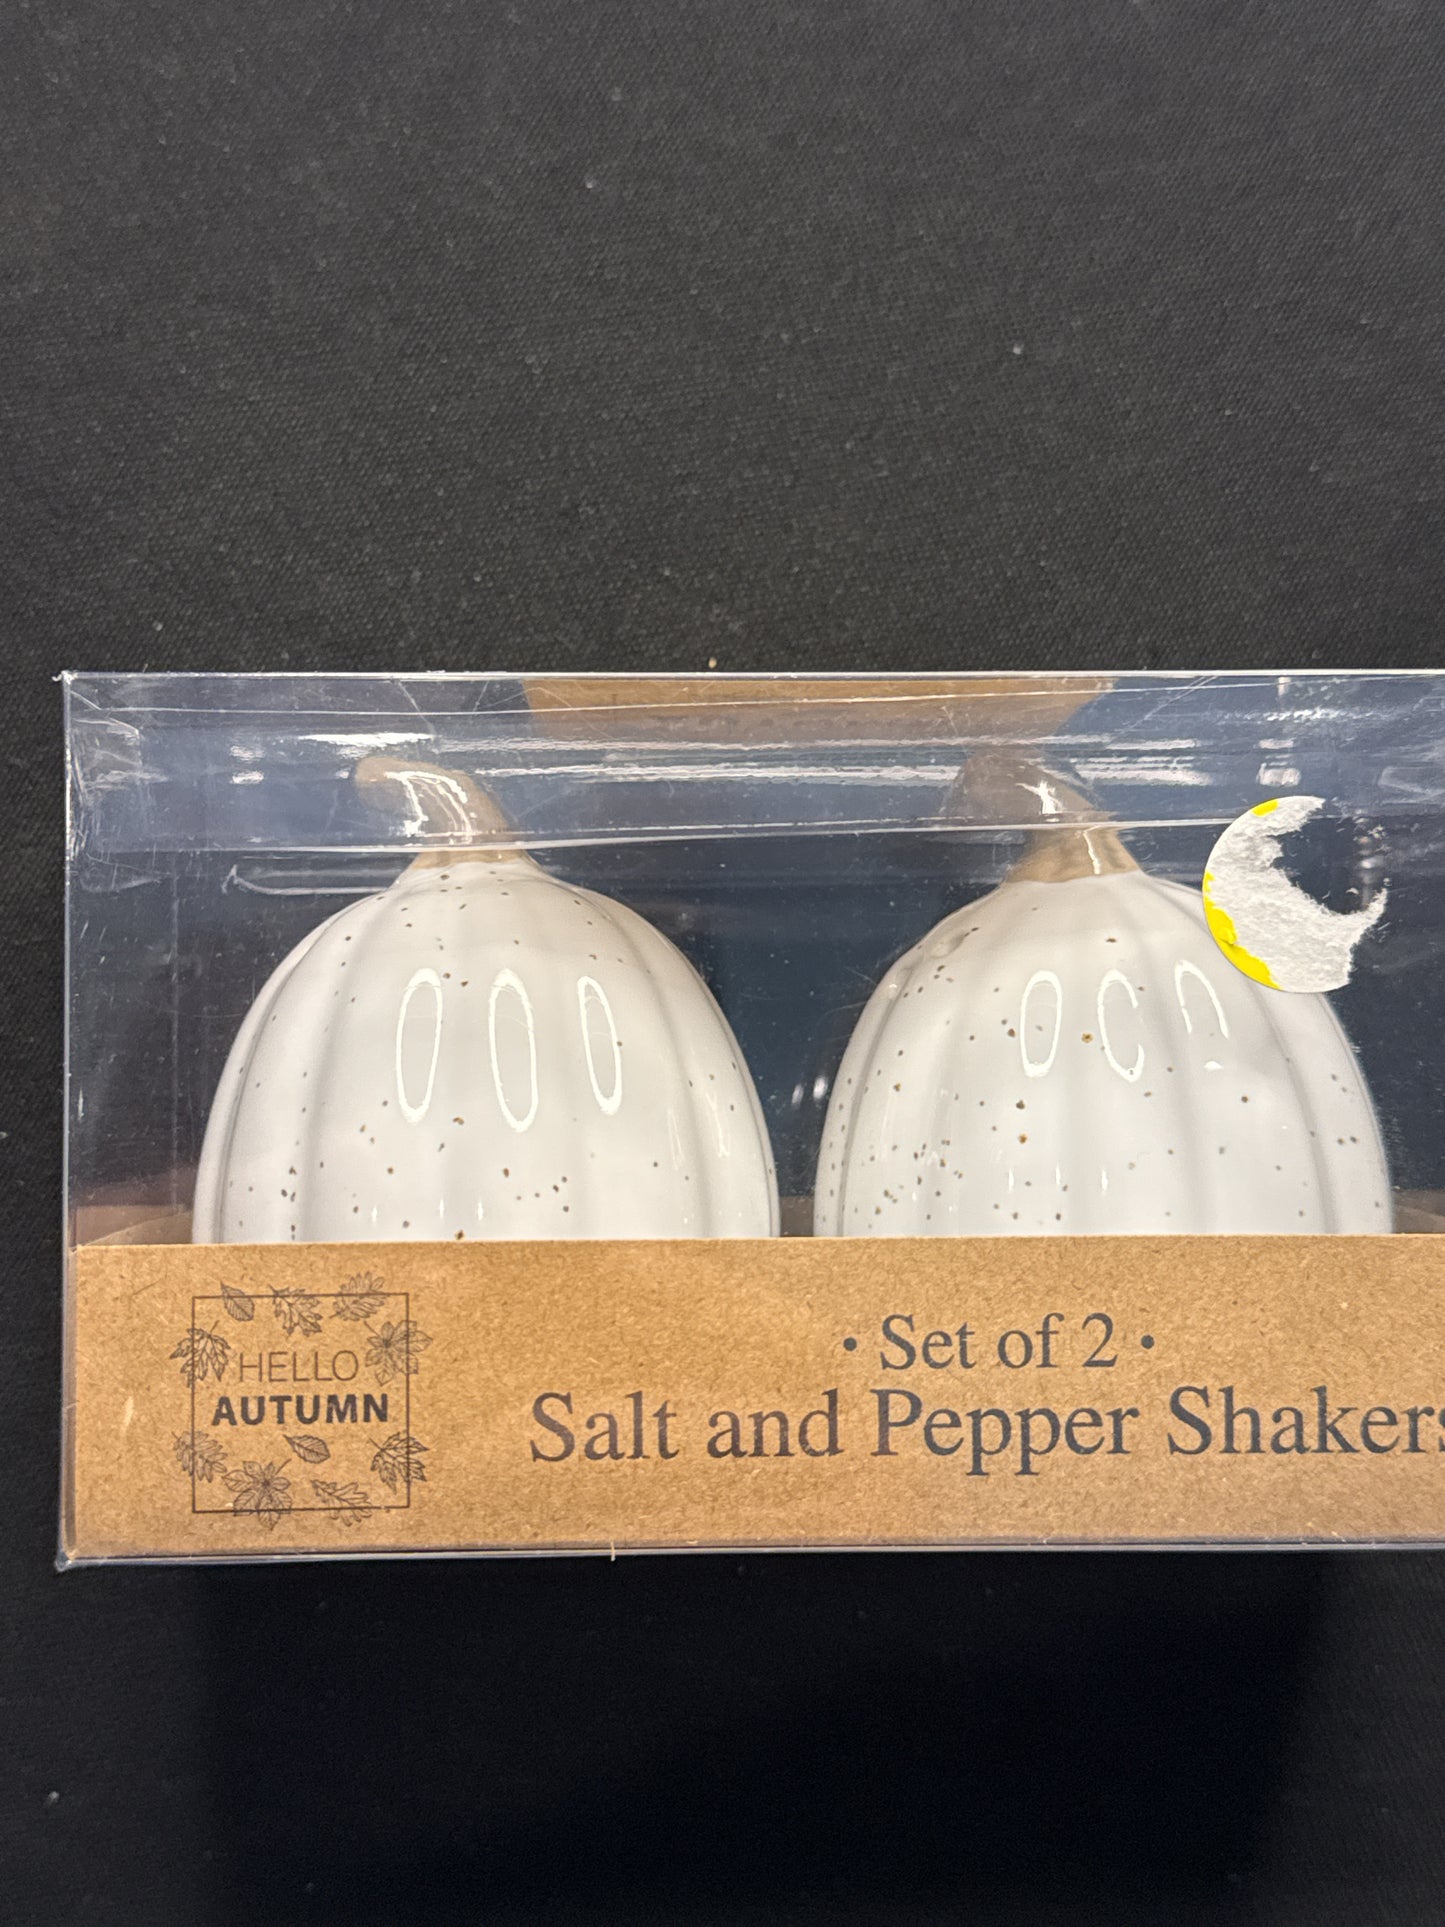 HELLO
AUTUMN
• Set of 2 •
Salt and Pepper Shakers